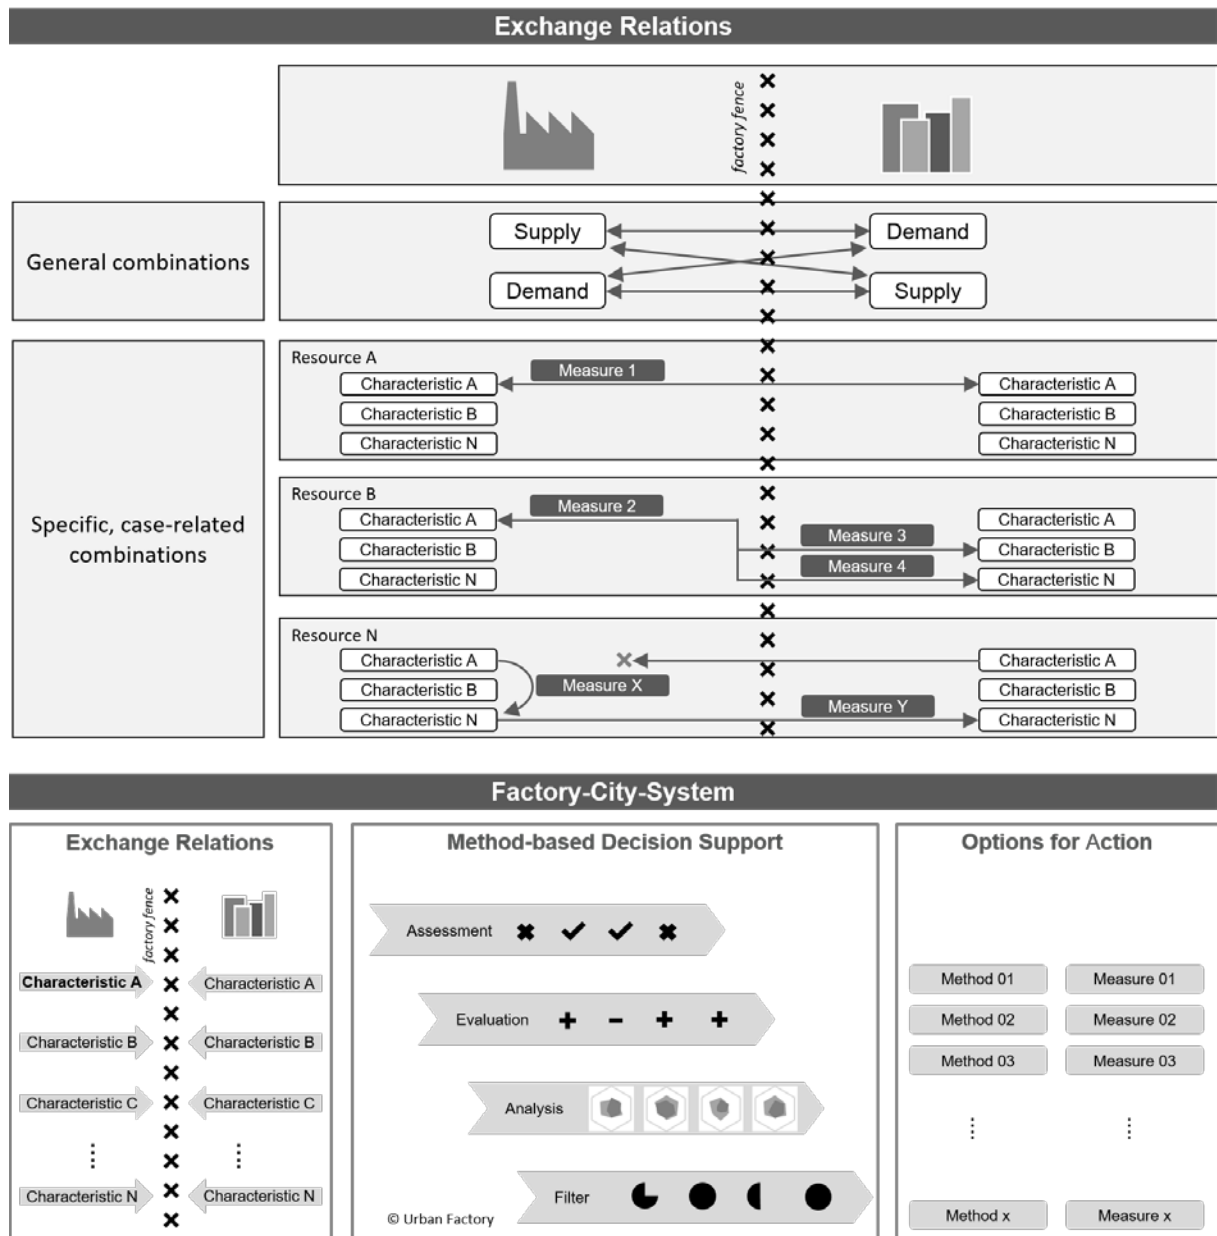 Exchange Relations
factory fence
General combinations
Supply
Demand
Demand
Supply
Specific, case-related
combinations
Resource A
Measure 1
Characteristic A
Characteristic A
Characteristic B
Characteristic B
Characteristic N
Characteristic N
Resource B
Measure 2
Characteristic A
Characteristic A
Measure 3
Characteristic B
Characteristic B
Measure 4
Characteristic N
Characteristic N
Resource N
Characteristic A
Characteristic A
Measure X
Characteristic B
Characteristic B
Measure Y
Characteristic N
Characteristic N
Factory-City-System
Exchange Relations
factory fence
Characteristic A
Characteristic A
Characteristic B
Characteristic B
Characteristic C
Characteristic C
Characteristic N
Characteristic N
Method-based Decision Support
Assessment
Evaluation
Analysis
Filter
© Urban Factory
Options for Action
Method 01
Measure 01
Method 02
Measure 02
Method 03
Measure 03
Method x
Measure x